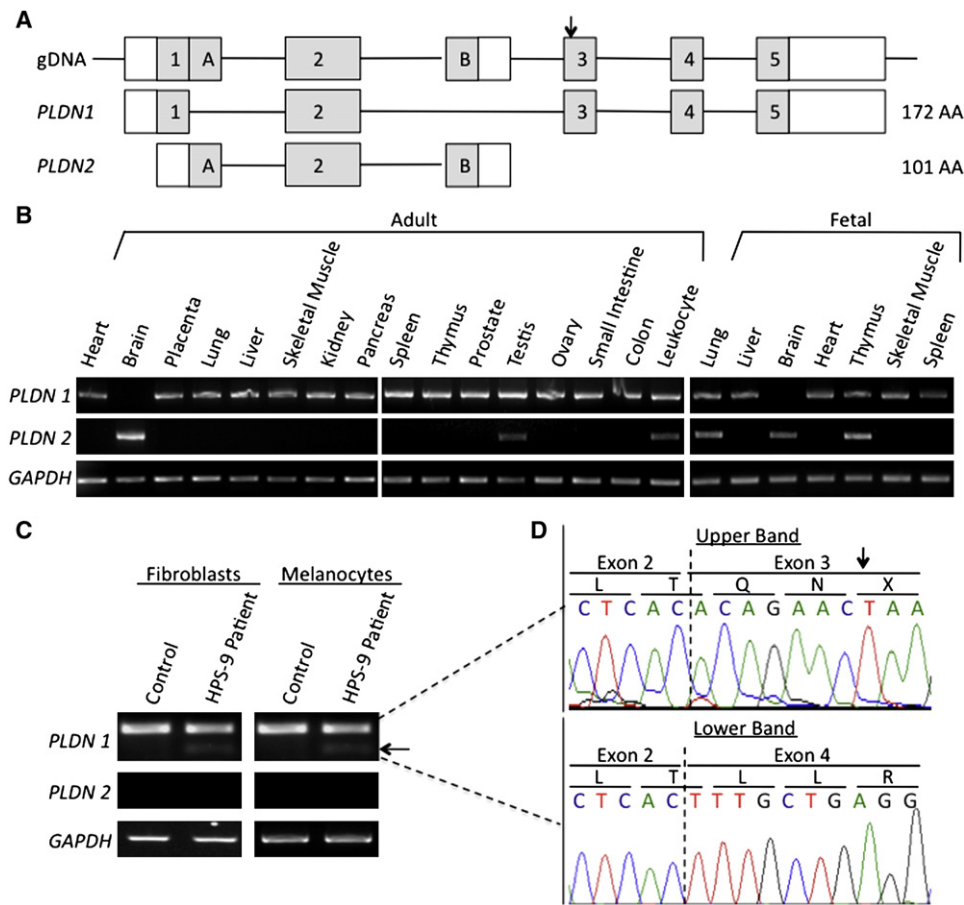 A
gDNA 1 A 2 B 3 4 5
PLDN1 1 2 3 4 5 172 AA
PLDN2 A 2 B 101 AA
B
Adult Fetal
Heart Brain Placenta Lung Liver Skeletal Muscle Kidney Pancreas Spleen Thymus Prostate Testis Ovary Small Intestine Colon Leukocyte Lung Liver Brain Heart Thymus Skeletal Muscle Spleen
PLDN 1
PLDN 2
GAPDH
C
Fibroblasts Melanocytes
Control HPS-9 Patient Control HPS-9 Patient
PLDN 1
PLDN 2
GAPDH
D
Upper Band
Exon 2 Exon 3
L T Q N X
C T C A C A C A G A A C T A A
Lower Band
Exon 2 Exon 4
L T L L R
C T C A C T T T G C T G A G G